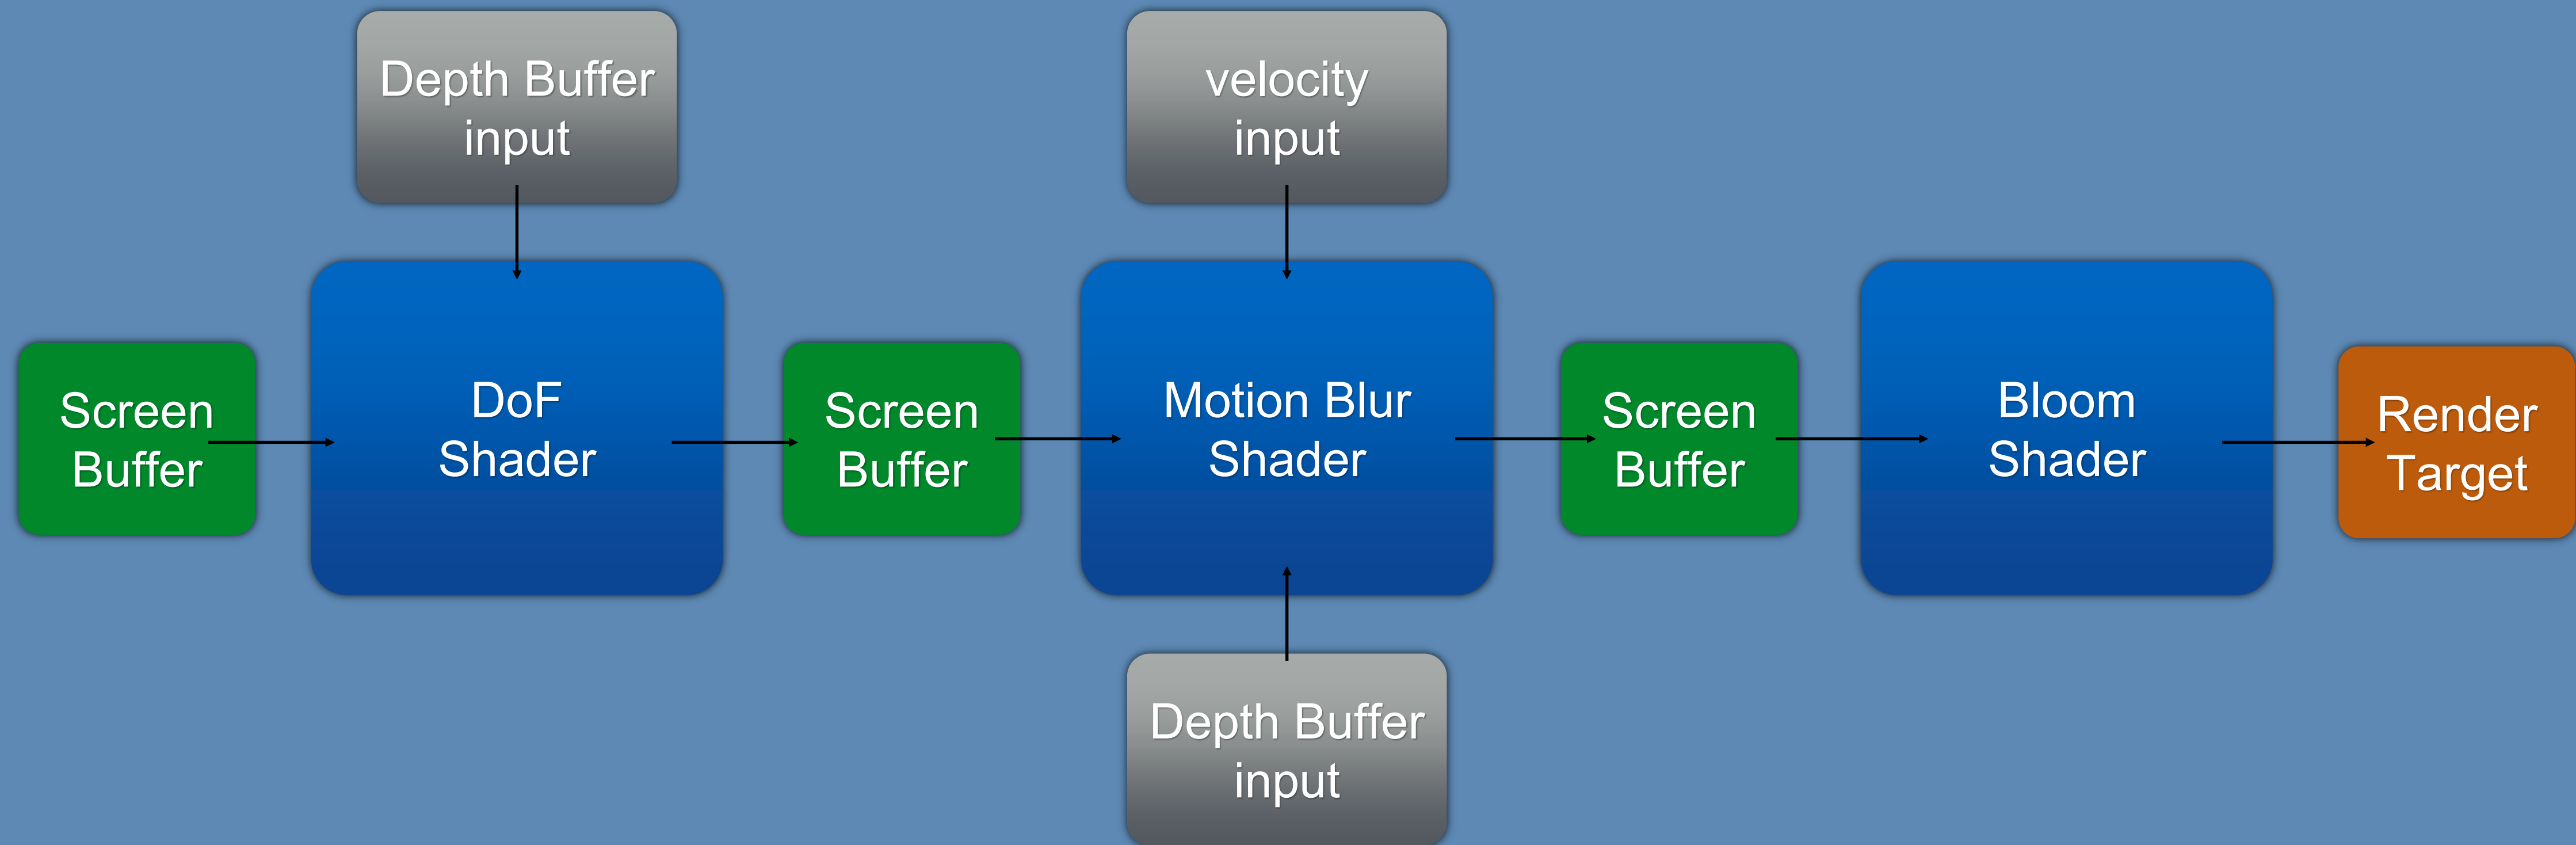 Depth Buffer
input
velocity
input
Screen
Buffer
DoF
Shader
Screen
Buffer
Motion Blur
Shader
Screen
Buffer
Bloom
Shader
Render
Target
Depth Buffer
input